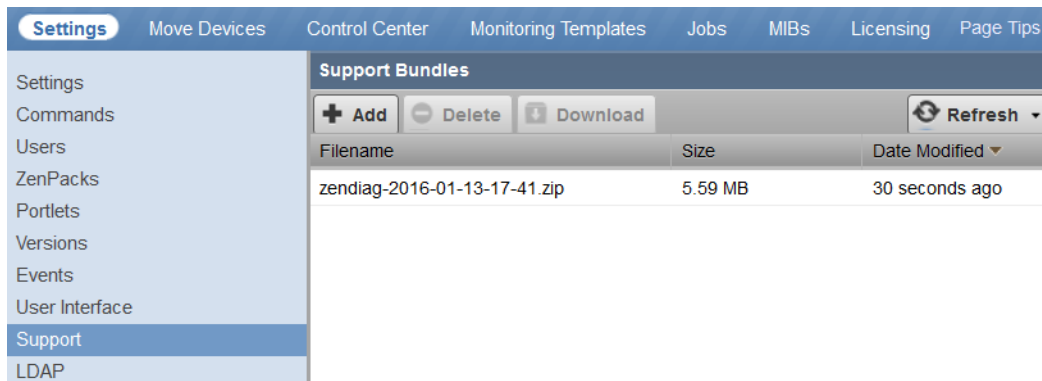 Settings Move Devices Control Center Monitoring Templates Jobs MIBs Licensing Page Tips
Settings
Commands
Users
ZenPacks
Portlets
Versions
Events
User Interface
Support
LDAP
Support Bundles
Add Delete Download Refresh
Filename Size Date Modified
zendiag-2016-01-13-17-41.zip 5.59 MB 30 seconds ago